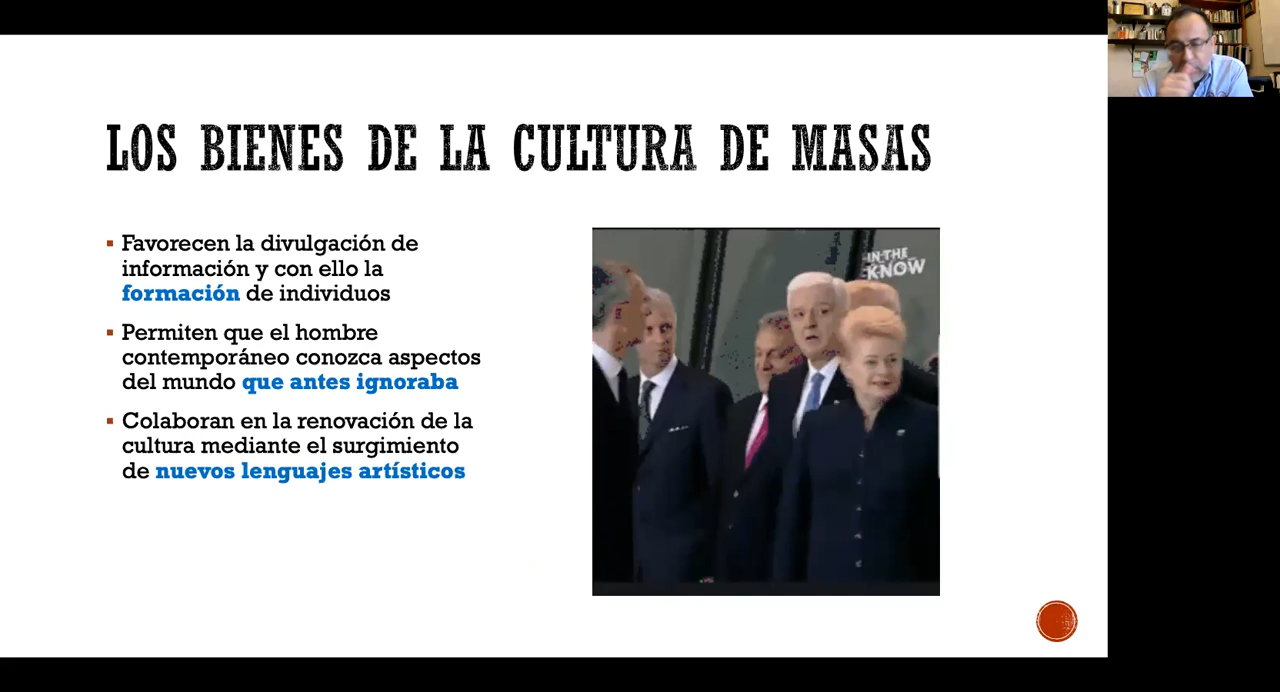 LOS BIENES DE LA CULTURA DE MASAS
▪ Favorecen la divulgación de
información y con ello la
formación de individuos
▪ Permiten que el hombre
contemporáneo conozca aspectos
del mundo que antes ignoraba
▪ Colaboran en la renovación de la
cultura mediante el surgimiento
de nuevos lenguajes artísticos
IN THE
KNOW